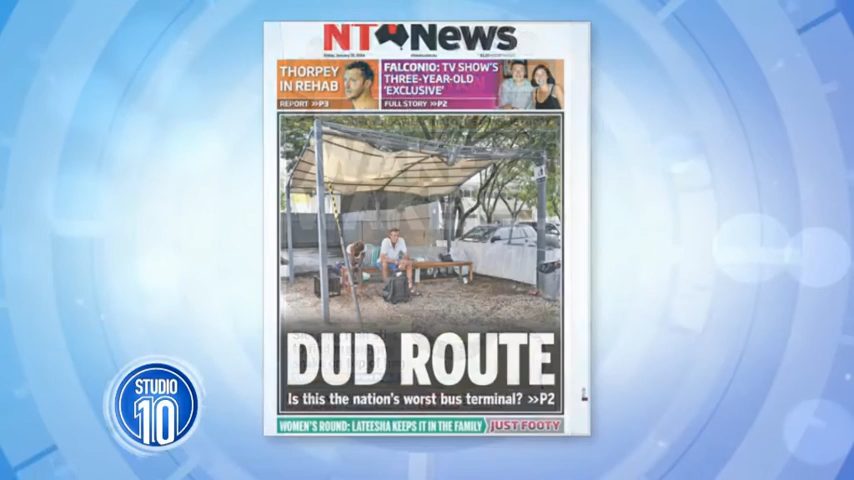 NT News
THORPEY
IN REHAB
REPORT >>P3
FALCONIO: TV SHOW'S
THREE-YEAR-OLD
'EXCLUSIVE'
FULL STORY >>P2
DUD ROUTE
Is this the nation's worst bus terminal? >>P2
WOMEN'S ROUND: LATEESHA KEEPS IT IN THE FAMILY
JUST FOOTY
STUDIO
10